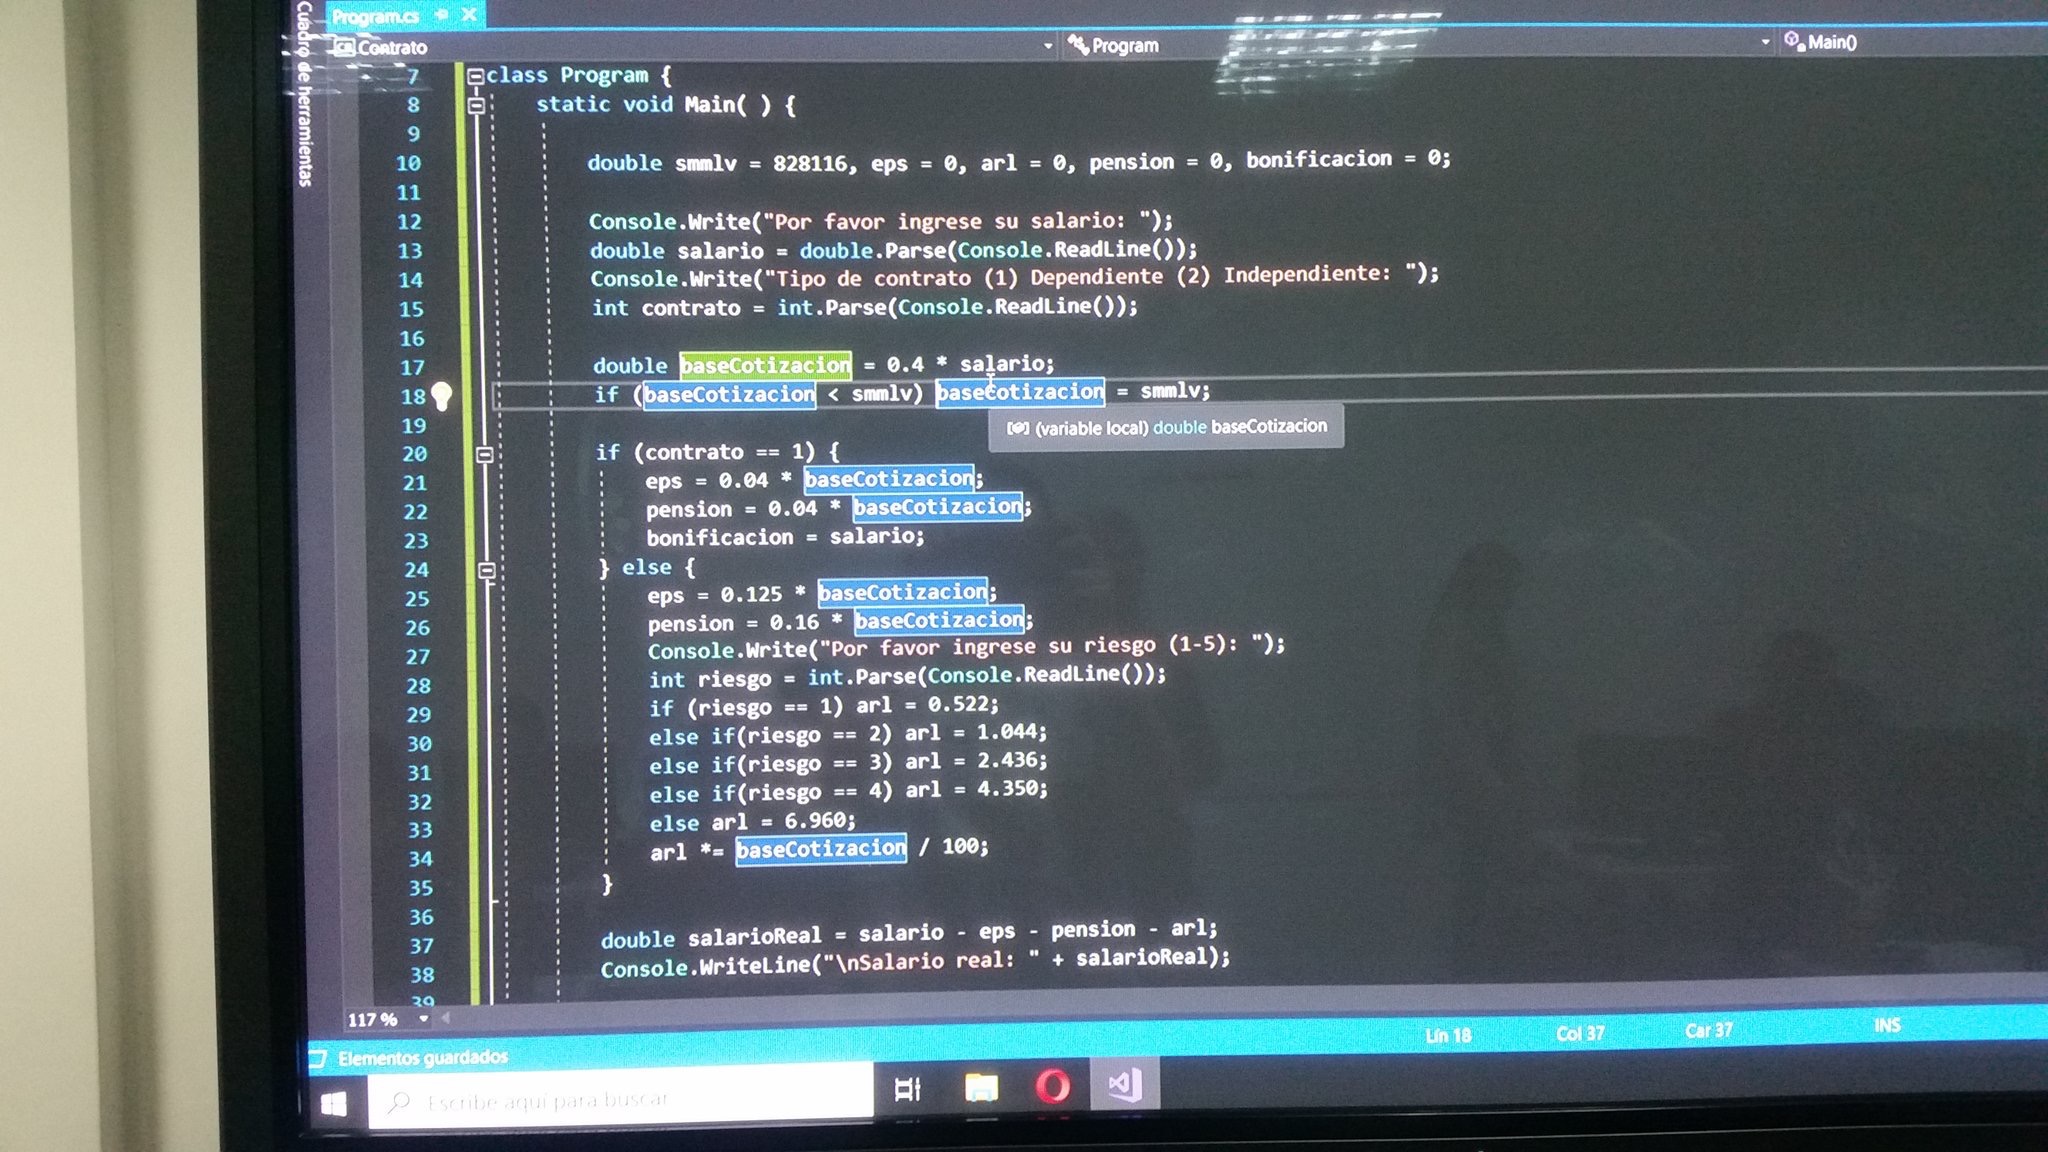 Cuadro de herramientas
Program.cs
Contrato Program Main()
7 class Program {
8 static void Main( ) {
9
10 double smmlv = 828116, eps = 0, arl = 0, pension = 0, bonificacion = 0;
11
12 Console.Write("Por favor ingrese su salario: ");
13 double salario = double.Parse(Console.ReadLine());
14 Console.Write("Tipo de contrato (1) Dependiente (2) Independiente: ");
15 int contrato = int.Parse(Console.ReadLine());
16
17 double baseCotizacion = 0.4 * salario;
18 if (baseCotizacion < smmlv) baseCotizacion = smmlv;
19 (variable local) double baseCotizacion
20 if (contrato == 1) {
21 eps = 0.04 * baseCotizacion;
22 pension = 0.04 * baseCotizacion;
23 bonificacion = salario;
24 } else {
25 eps = 0.125 * baseCotizacion;
26 pension = 0.16 * baseCotizacion;
27 Console.Write("Por favor ingrese su riesgo (1-5): ");
28 int riesgo = int.Parse(Console.ReadLine());
29 if (riesgo == 1) arl = 0.522;
30 else if(riesgo == 2) arl = 1.044;
31 else if(riesgo == 3) arl = 2.436;
32 else if(riesgo == 4) arl = 4.350;
33 else arl = 6.960;
34 arl *= baseCotizacion / 100;
35 }
36
37 double salarioReal = salario - eps - pension - arl;
38 Console.WriteLine("\nSalario real: " + salarioReal);
39
117 %
Lín 18 Col 37 Car 37 INS
Elementos guardados
Escribe aquí para buscar